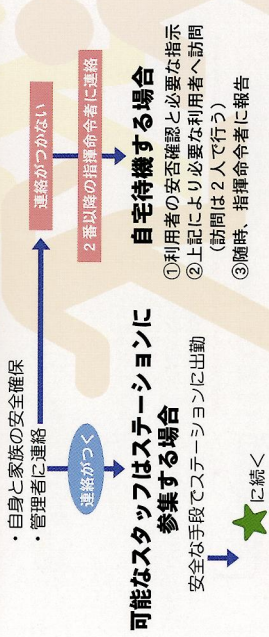 ・自身と家族の安全確保
・管理者に連絡
連絡がつく
連絡がつかない
2番以降の指揮命令者に連絡
可能なスタッフはステーションに
参集する場合
安全な手段でステーションに出勤
に続く
自宅待機する場合
①利用者の安否確認と必要な指示
②上記により必要な利用者へ訪問
(訪問は2人で行う)
③随時、指揮命令者に報告